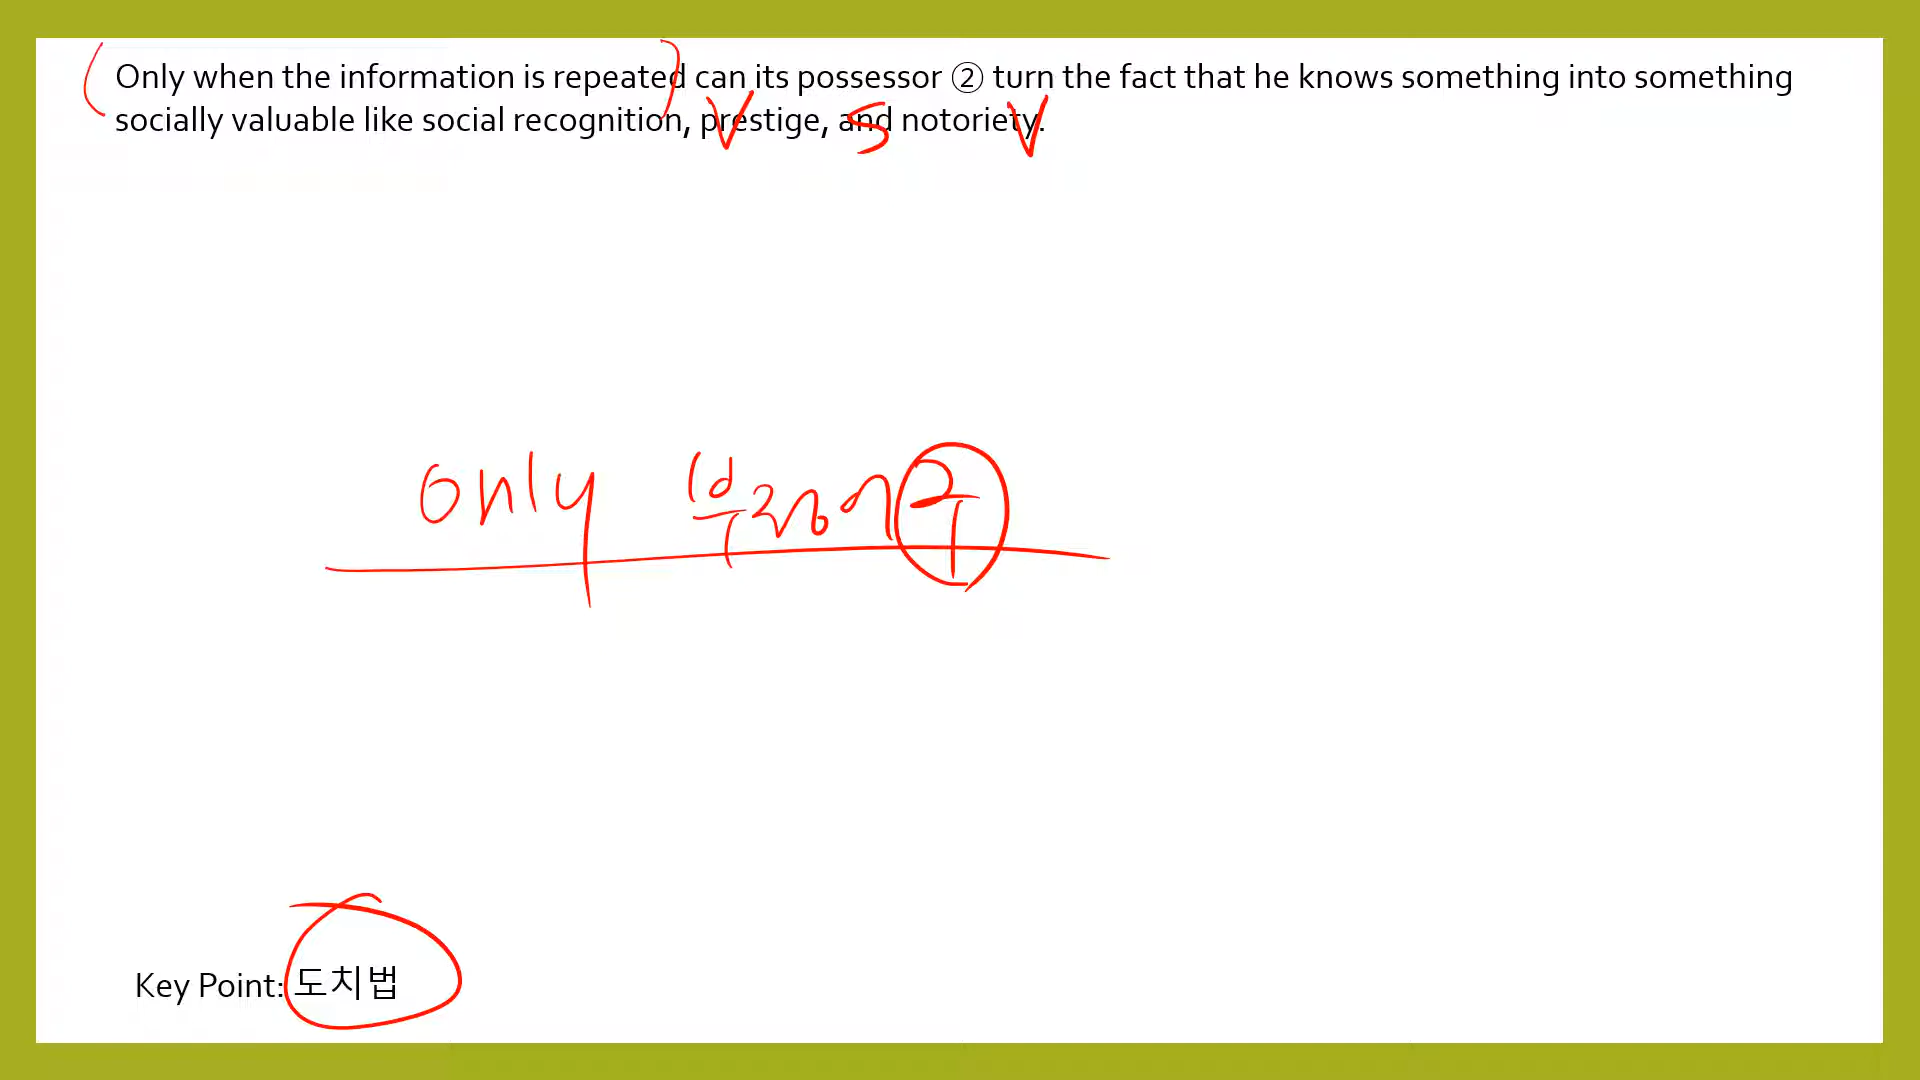 Only when the information is repeated can its possessor ② turn the fact that he knows something into something
socially valuable like social recognition, prestige, and notoriety.
V S V
only 부정어구
Key Point: 도치법